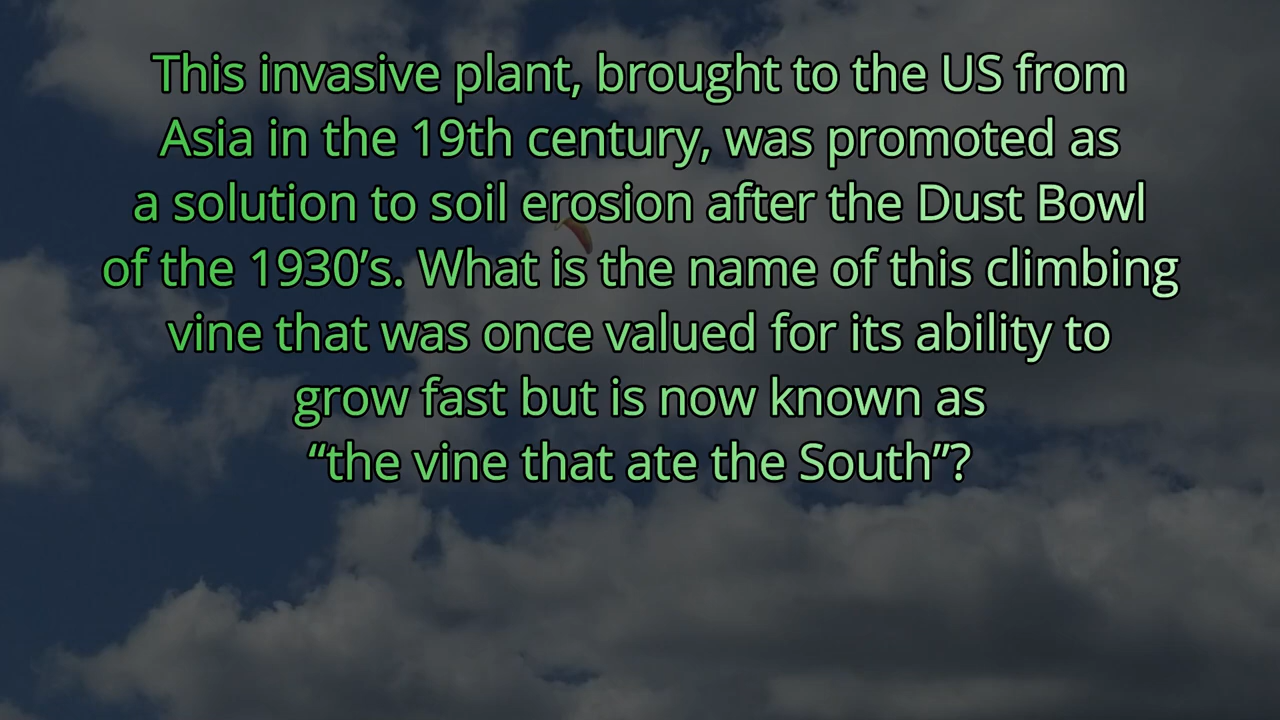 This invasive plant, brought to the US from
Asia in the 19th century, was promoted as
a solution to soil erosion after the Dust Bowl
of the 1930’s. What is the name of this climbing
vine that was once valued for its ability to
grow fast but is now known as
“the vine that ate the South”?